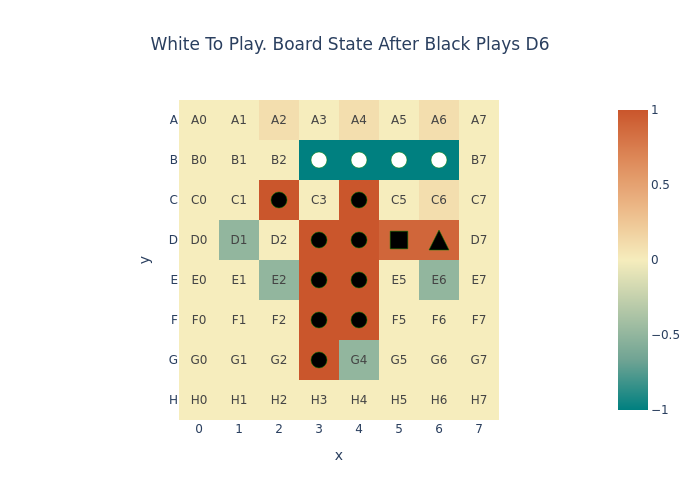 White To Play. Board State After Black Plays D6
A A0 A1 A2 A3 A4 A5 A6 A7
B B0 B1 B2 B7
C C0 C1 C3 C5 C6 C7
D D0 D1 D2 D7
E E0 E1 E2 E5 E6 E7
F F0 F1 F2 F5 F6 F7
G G0 G1 G2 G4 G5 G6 G7
H H0 H1 H2 H3 H4 H5 H6 H7
0 1 2 3 4 5 6 7
x
y
1
0.5
0
−0.5
−1